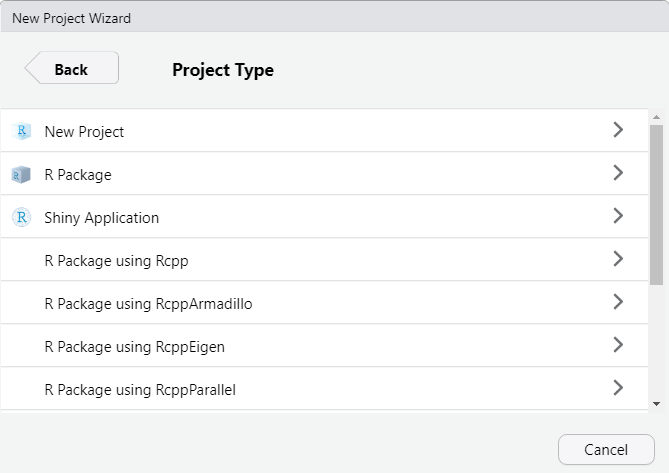 New Project Wizard
Back
Project Type
R New Project
R R Package
R Shiny Application
R Package using Rcpp
R Package using RcppArmadillo
R Package using RcppEigen
R Package using RcppParallel
Cancel